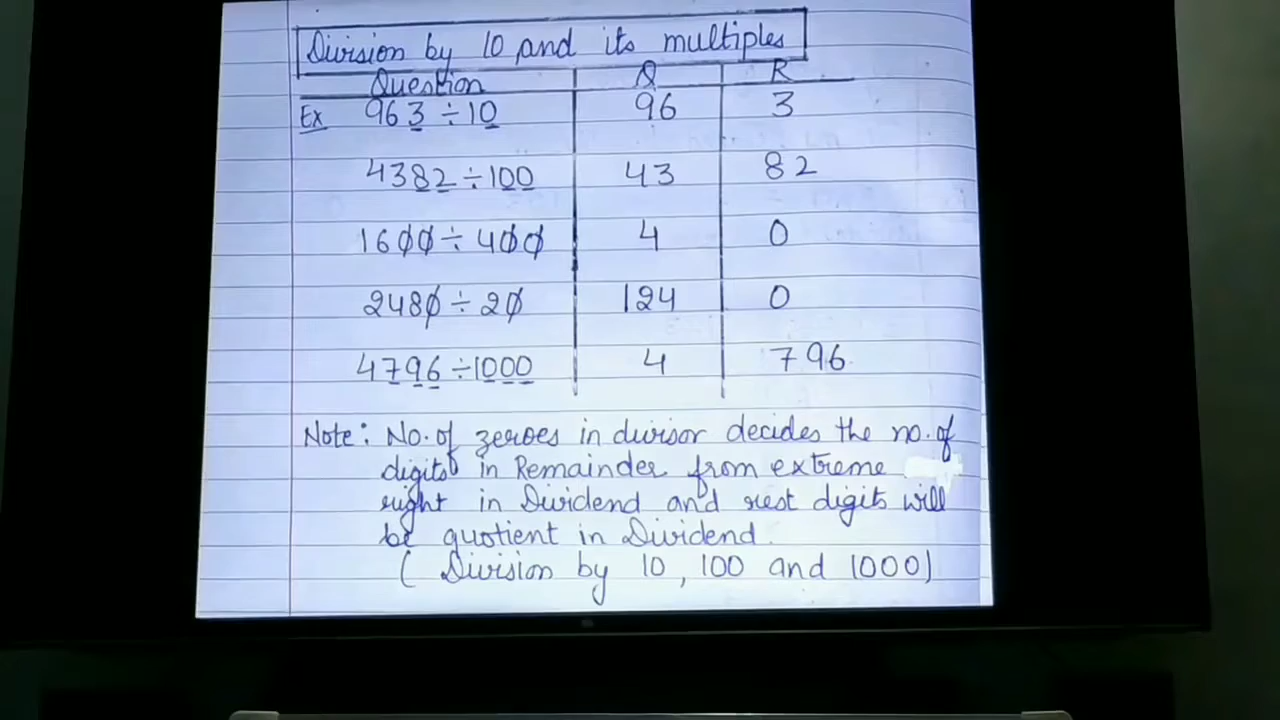 Division by 10 and its multiples
Question Q R
Ex 963 ÷ 10 96 3
4382 ÷ 100 43 82
1600 ÷ 400 4 0
2480 ÷ 20 124 0
4796 ÷ 1000 4 796
Note: No. of zeroes in divisor decides the no. of
digits in Remainder from extreme
right in Dividend and rest digits will
be quotient in Dividend.
( Division by 10, 100 and 1000)